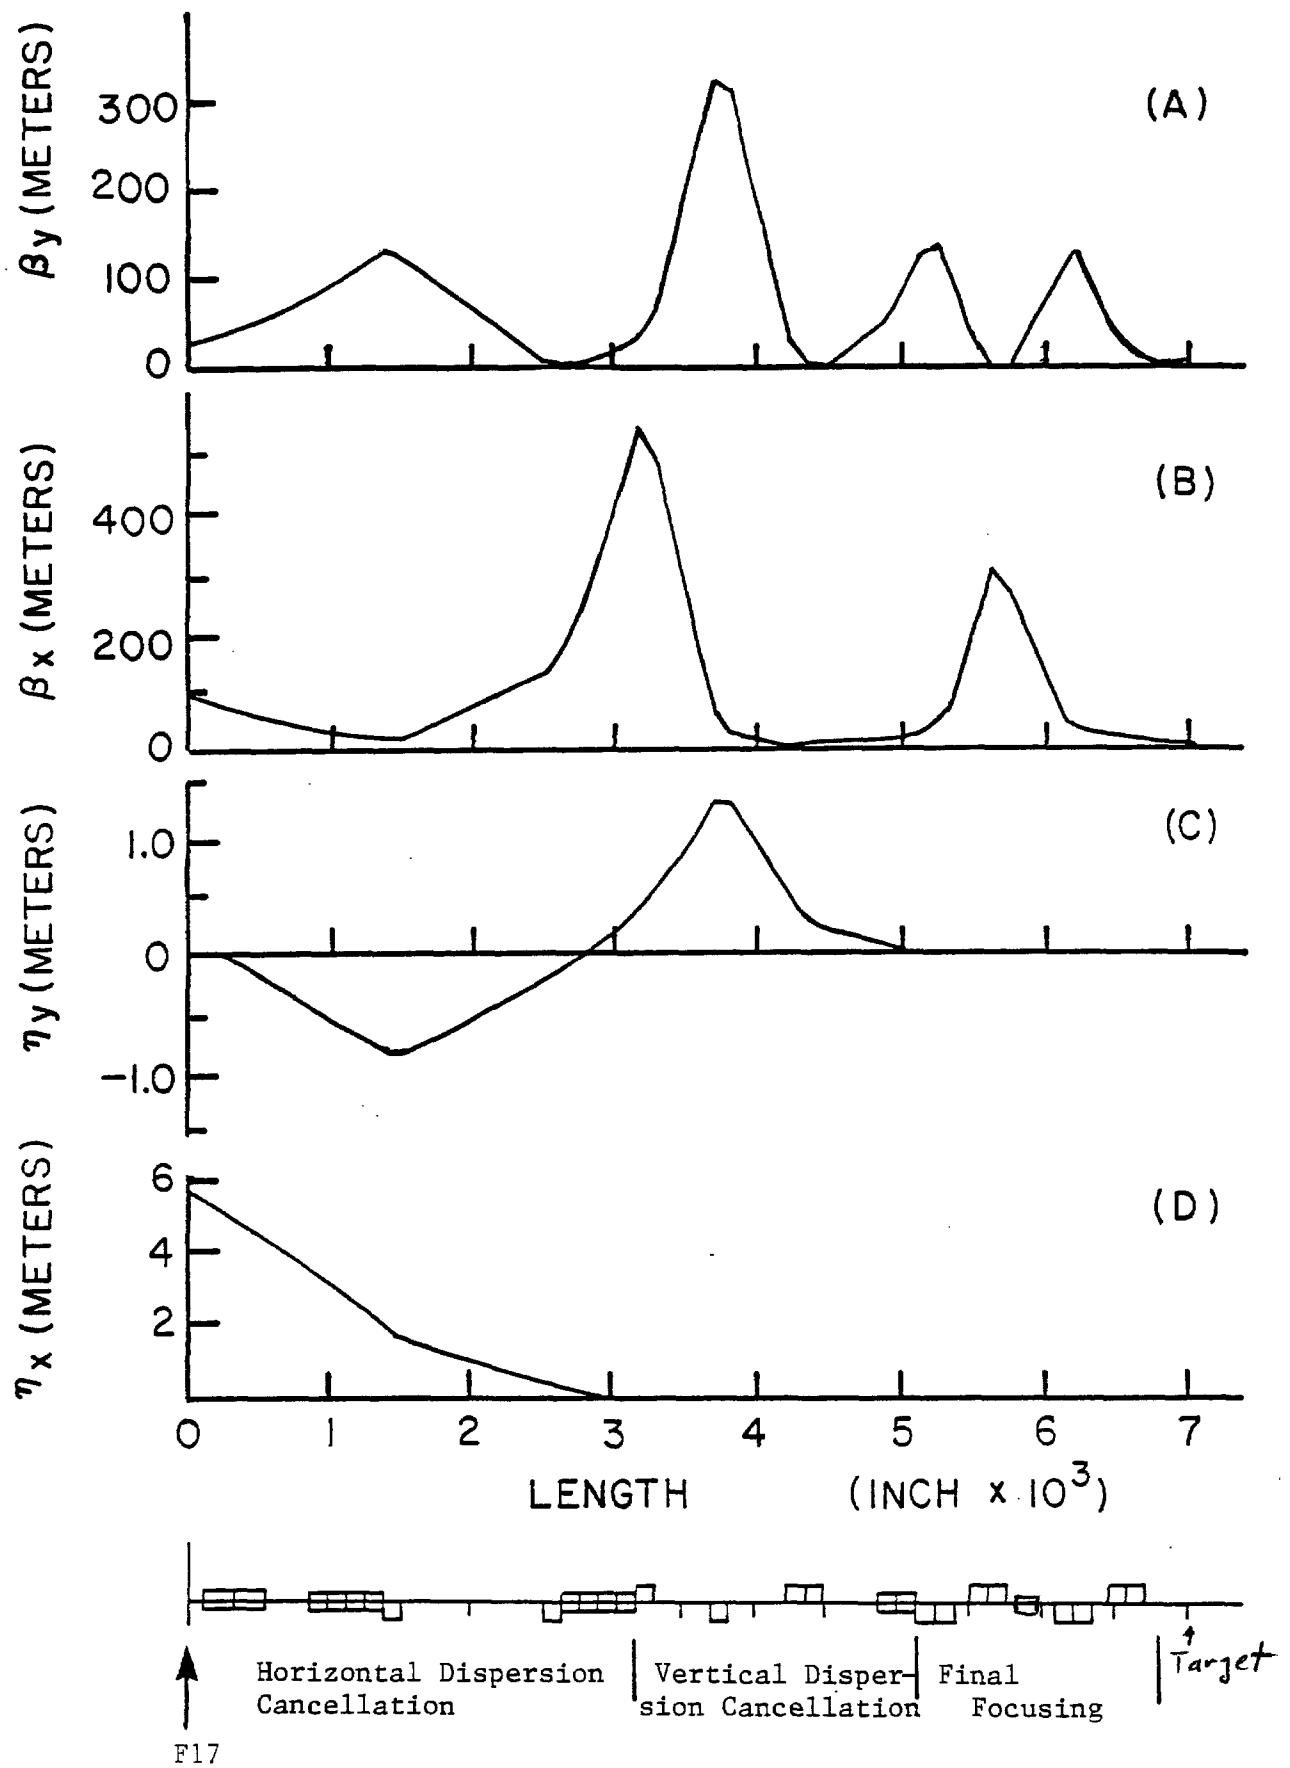 βy (METERS)
300
200
100
0
(A)
βx (METERS)
400
200
0
(B)
ηy (METERS)
1.0
0
-1.0
(C)
ηx (METERS)
6
4
2
(D)
0 1 2 3 4 5 6 7
LENGTH (INCH x 10³)
Horizontal Dispersion
Cancellation
Vertical Disper-
sion Cancellation
Final
Focusing
Target
F17